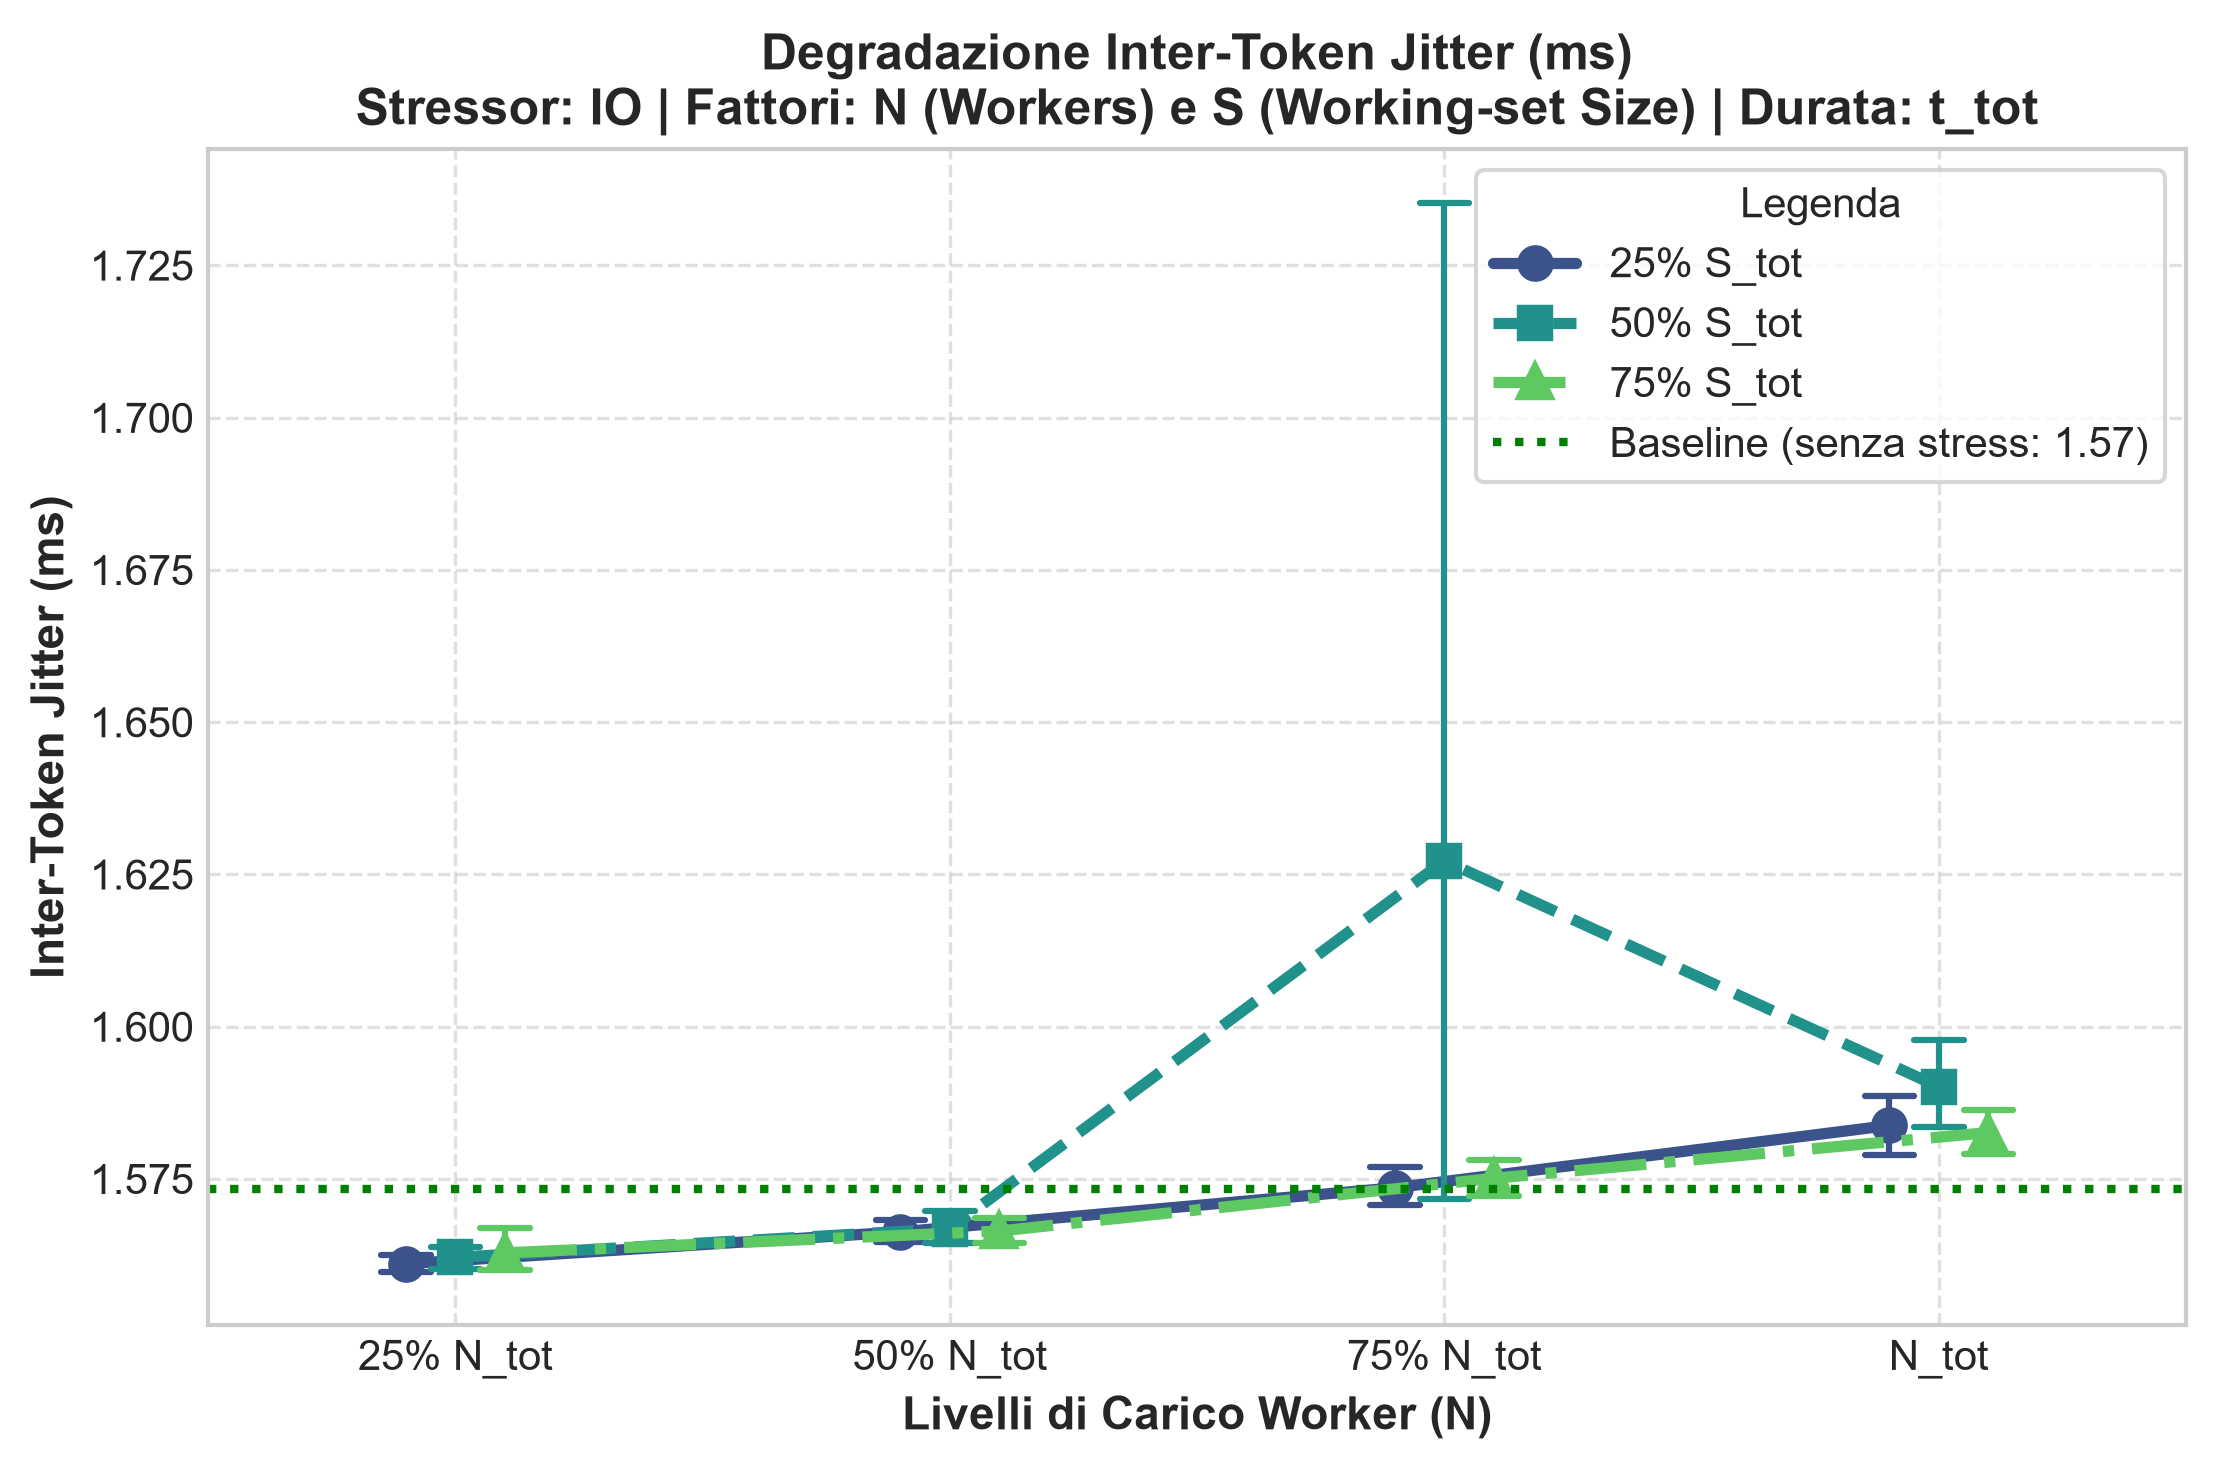 Degradazione Inter-Token Jitter (ms)
Stressor: IO | Fattori: N (Workers) e S (Working-set Size) | Durata: t_tot
Legenda
25% S_tot
50% S_tot
75% S_tot
Baseline (senza stress: 1.57)
Inter-Token Jitter (ms)
1.725
1.700
1.675
1.650
1.625
1.600
1.575
25% N_tot
50% N_tot
75% N_tot
N_tot
Livelli di Carico Worker (N)